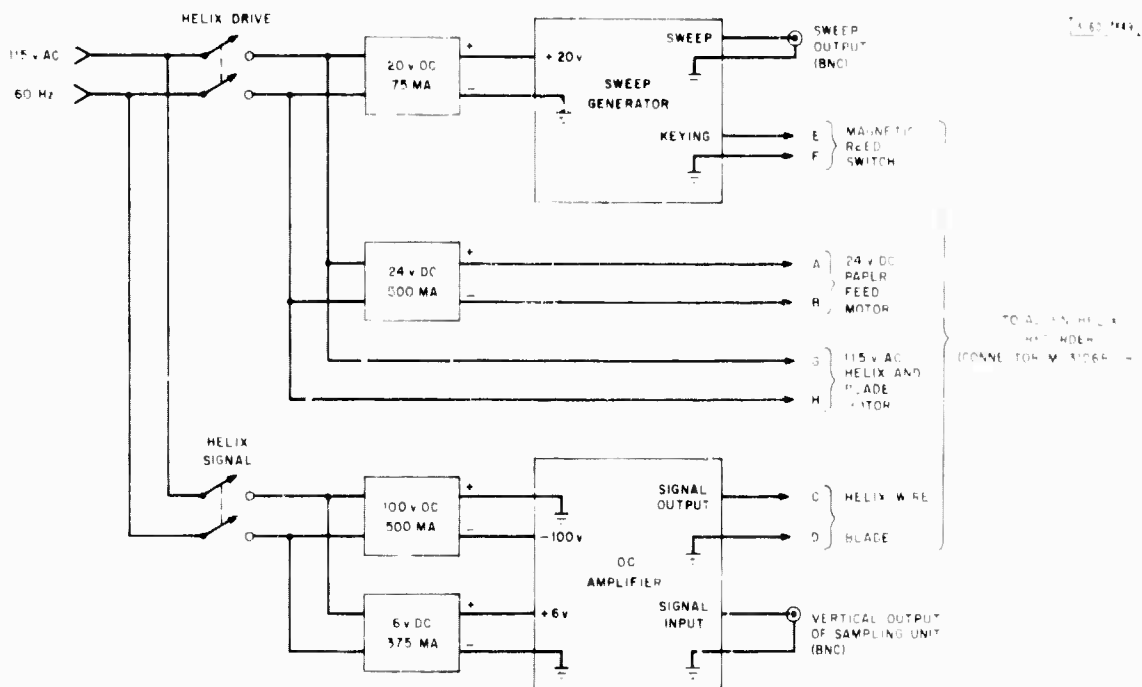 HELIX DRIVE
115 v AC
60 Hz
20 v DC
75 MA
+
−
+ 20 v
SWEEP
SWEEP
GENERATOR
KEYING
SWEEP
OUTPUT
(BNC)
E
F
MAGNETIC
REED
SWITCH
24 v DC
500 MA
+
−
A
B
24 v DC
PAPER
FEED
MOTOR
G
H
115 v AC
HELIX AND
BLADE
MOTOR
TO
HELIX
RECORDER
HELIX
SIGNAL
100 v DC
500 MA
+
−
−100 v
SIGNAL
OUTPUT
DC
AMPLIFIER
C
D
HELIX WIRE
BLADE
6 v DC
375 MA
+
−
+6 v
SIGNAL
INPUT
VERTICAL OUTPUT
OF SAMPLING UNIT
(BNC)